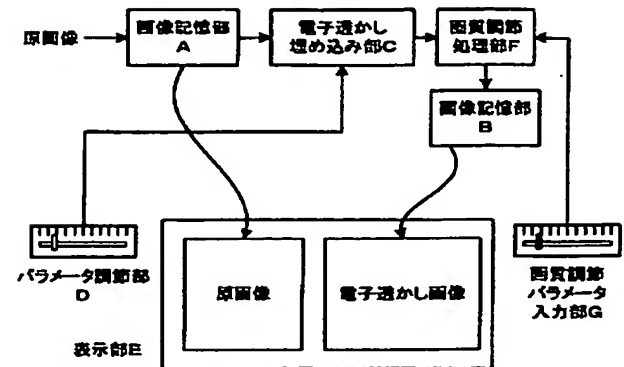 原画像
画像記憶部
A
電子透かし
埋め込み部C
画質調節
処理部F
画像記憶部
B
パラメータ調節部
D
原画像
電子透かし画像
画質調節
パラメータ
入力部G
表示部E